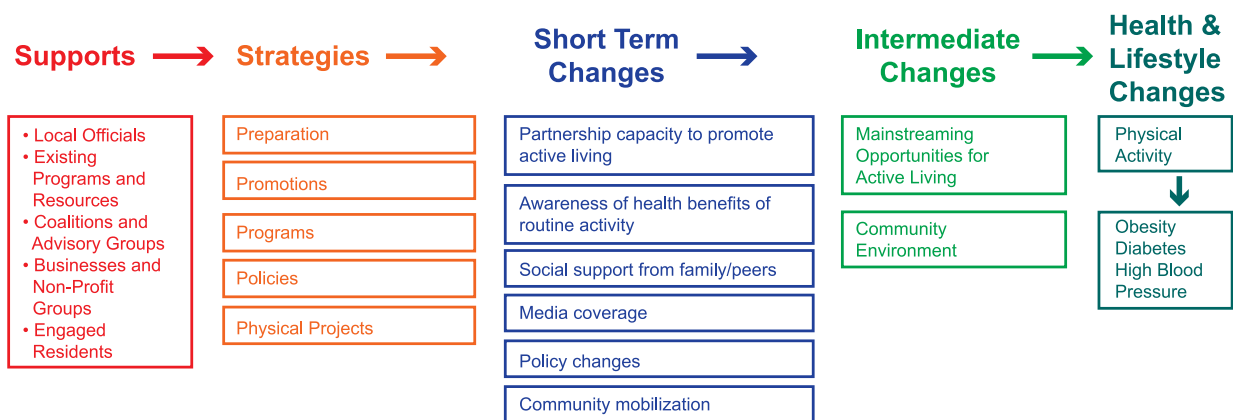 Supports
Strategies
Short Term
Changes
Intermediate
Changes
Health &
Lifestyle
Changes
• Local Officials
• Existing
Programs and
Resources
• Coalitions and
Advisory Groups
• Businesses and
Non-Profit
Groups
• Engaged
Residents
Preparation
Promotions
Programs
Policies
Physical Projects
Partnership capacity to promote
active living
Awareness of health benefits of
routine activity
Social support from family/peers
Media coverage
Policy changes
Community mobilization
Mainstreaming
Opportunities for
Active Living
Community
Environment
Physical
Activity
Obesity
Diabetes
High Blood
Pressure